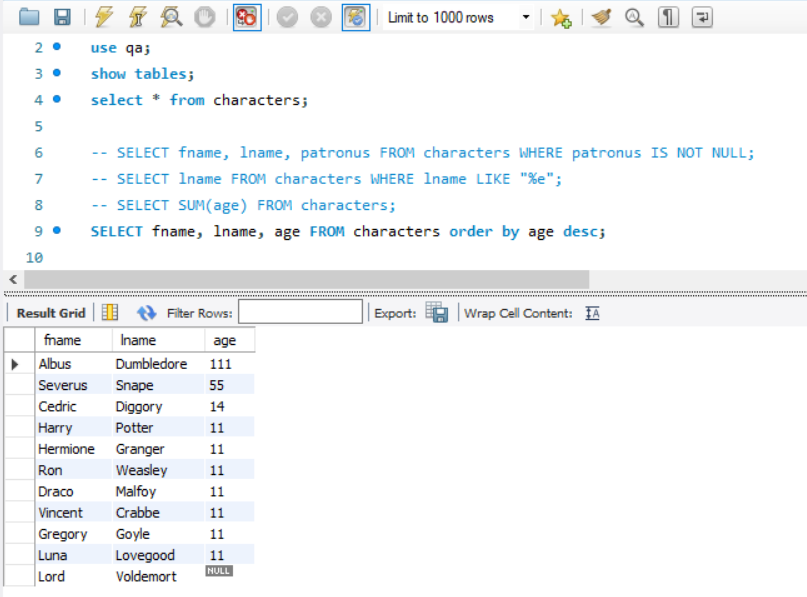 Limit to 1000 rows
2 use qa;
3 show tables;
4 select * from characters;
5
6 -- SELECT fname, lname, patronus FROM characters WHERE patronus IS NOT NULL;
7 -- SELECT lname FROM characters WHERE lname LIKE "%e";
8 -- SELECT SUM(age) FROM characters;
9 SELECT fname, lname, age FROM characters order by age desc;
10
Result Grid Filter Rows: Export: Wrap Cell Content:
fname lname age
Albus Dumbledore 111
Severus Snape 55
Cedric Diggory 14
Harry Potter 11
Hermione Granger 11
Ron Weasley 11
Draco Malfoy 11
Vincent Crabbe 11
Gregory Goyle 11
Luna Lovegood 11
Lord Voldemort NULL